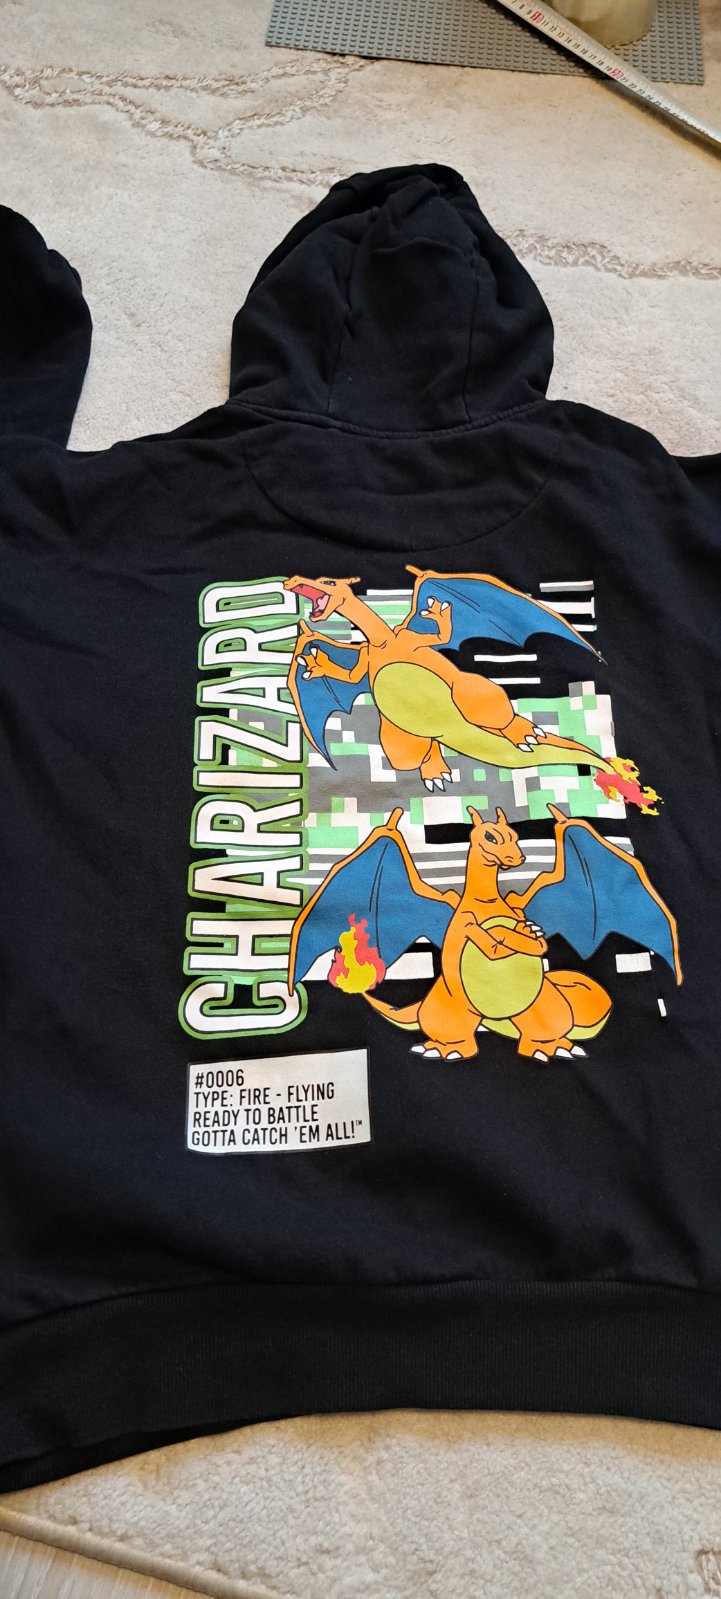 CHARIZARD
#0006
TYPE: FIRE - FLYING
READY TO BATTLE
GOTTA CATCH 'EM ALL!™